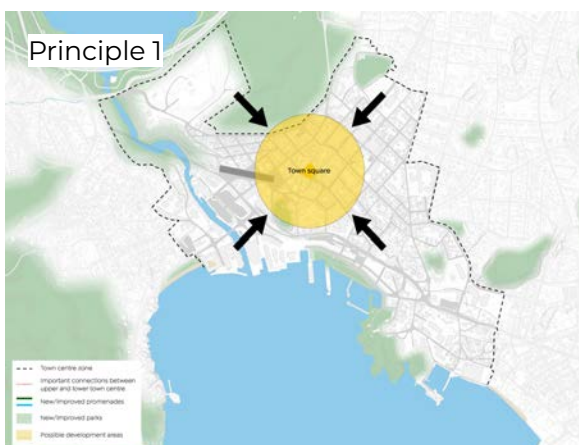 Principle 1
Town square
Town centre zone
Important connections between
upper and lower town centre
New/Improved promenades
New/Improved parks
Possible development areas